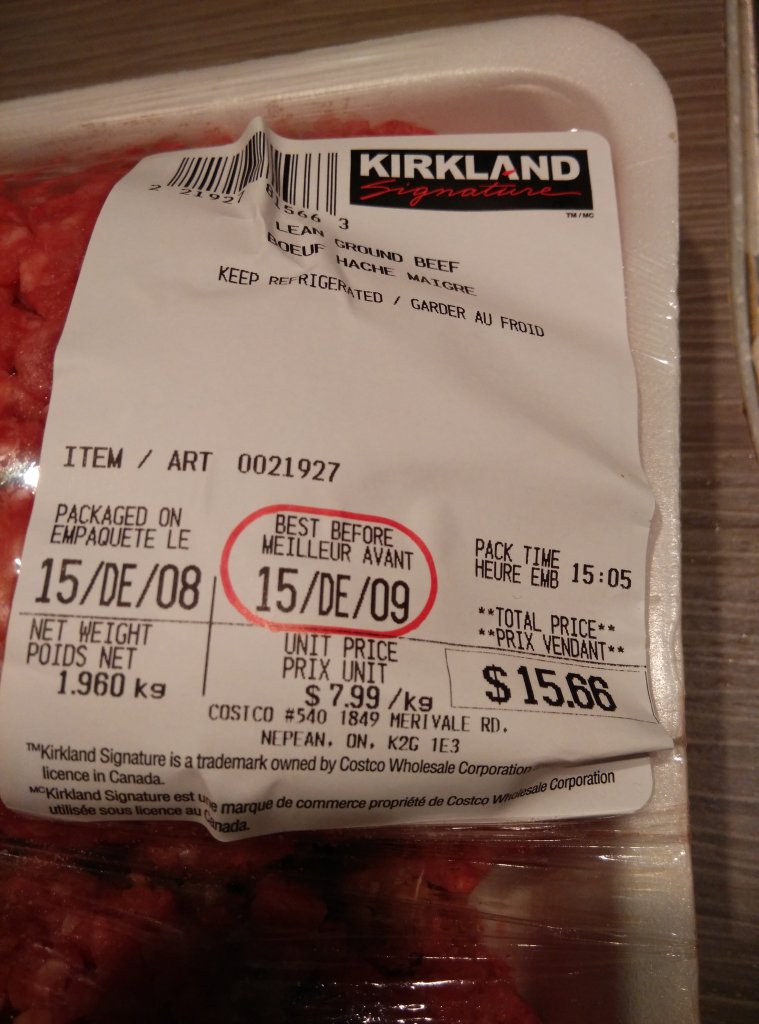 KIRKLAND
Signature
TM/MC
2 2192 81566 3
LEAN GROUND BEEF
BOEUF HACHE MAIGRE
KEEP REFRIGERATED / GARDER AU FROID
ITEM / ART 0021927
PACKAGED ON
EMPAQUETE LE
15/DE/08
BEST BEFORE
MEILLEUR AVANT
15/DE/09
PACK TIME
HEURE EMB 15:05
NET WEIGHT
POIDS NET
1.960 kg
UNIT PRICE
PRIX UNIT
$ 7.99 /kg
**TOTAL PRICE**
**PRIX VENDANT**
$ 15.66
COSTCO #540 1849 MERIVALE RD.
NEPEAN, ON, K2G 1E3
TMKirkland Signature is a trademark owned by Costco Wholesale Corporation
licence in Canada.
MCKirkland Signature est une marque de commerce propriété de Costco Wholesale Corporation
utilisée sous licence au Canada.